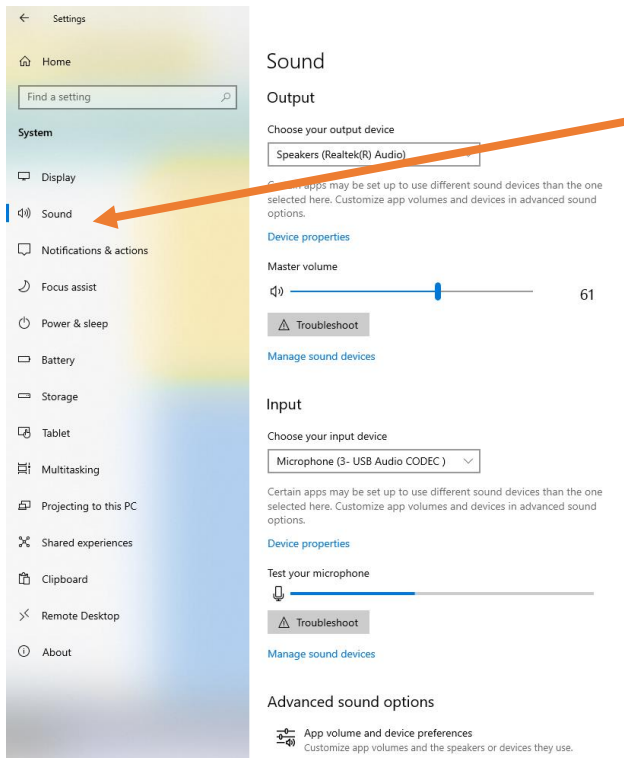 Settings
Home
Find a setting
System
Display
Sound
Notifications & actions
Focus assist
Power & sleep
Battery
Storage
Tablet
Multitasking
Projecting to this PC
Shared experiences
Clipboard
Remote Desktop
About
Sound
Output
Choose your output device
Speakers (Realtek(R) Audio)
Certain apps may be set up to use different sound devices than the one
selected here. Customize app volumes and devices in advanced sound
options.
Device properties
Master volume
61
Troubleshoot
Manage sound devices
Input
Choose your input device
Microphone (3- USB Audio CODEC )
Certain apps may be set up to use different sound devices than the one
selected here. Customize app volumes and devices in advanced sound
options.
Device properties
Test your microphone
Troubleshoot
Manage sound devices
Advanced sound options
App volume and device preferences
Customize app volumes and the speakers or devices they use.